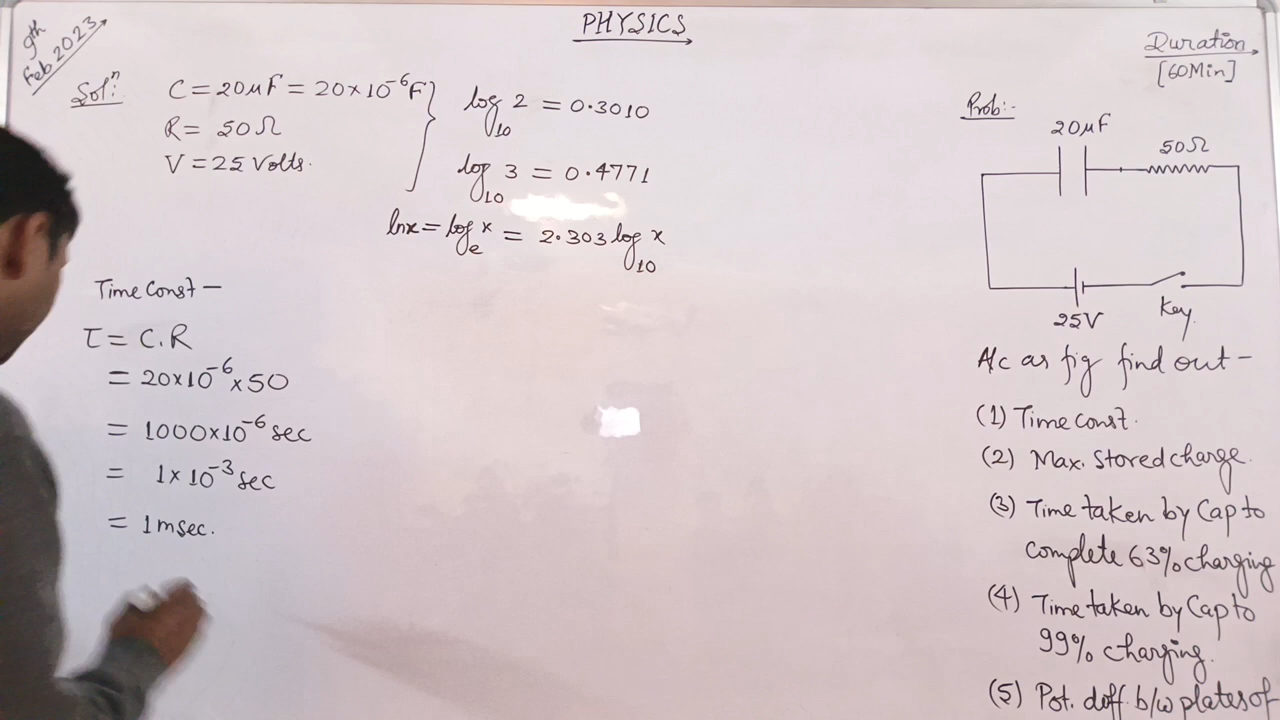 PHYSICS
9th
Feb 2023
Duration
[60Min]
Solⁿ:
C = 20μF = 20×10⁻⁶F
R = 50Ω
V = 25 Volts.
log₁₀ 2 = 0.3010
log₁₀ 3 = 0.4771
lnx = logₑ x = 2.303 log₁₀ x
Time Const –
τ = C.R
= 20×10⁻⁶×50
= 1000×10⁻⁶ sec
= 1×10⁻³ sec
= 1msec.
Prob:-
20μF
50Ω
25V
Key.
A/c as fig find out –
(1) Time const.
(2) Max. Stored charge.
(3) Time taken by Cap to
complete 63% charging
(4) Time taken by Cap to
99% charging.
(5) Pot. doff. b/w plates of